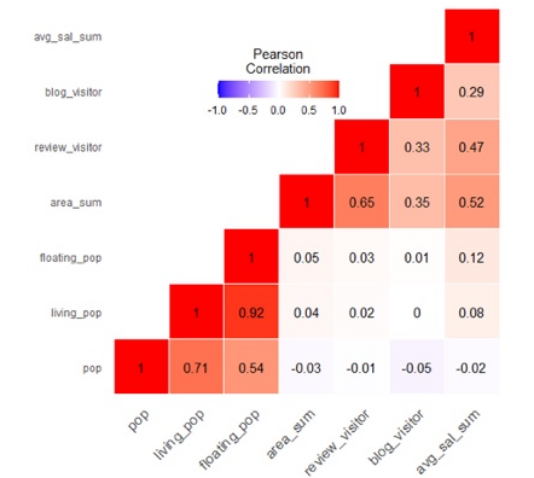 avg_sal_sum 1
Pearson
Correlation
-1.0 -0.5 0.0 0.5 1.0
blog_visitor 1 0.29
review_visitor 1 0.33 0.47
area_sum 1 0.65 0.35 0.52
floating_pop 1 0.05 0.03 0.01 0.12
living_pop 1 0.92 0.04 0.02 0 0.08
pop 1 0.71 0.54 -0.03 -0.01 -0.05 -0.02
pop living_pop floating_pop area_sum review_visitor blog_visitor avg_sal_sum